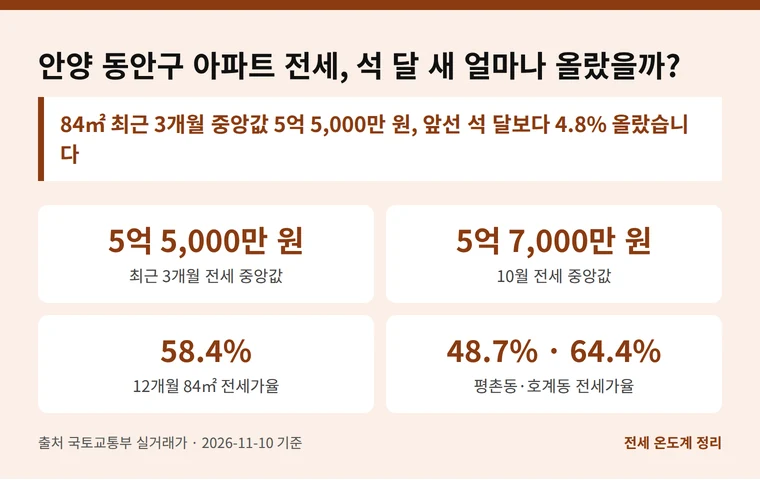 안양 동안구 아파트 전세, 석 달 새 얼마나 올랐을까?
84㎡ 최근 3개월 중앙값 5억 5,000만 원, 앞선 석 달보다 4.8% 올랐습니
다
5억 5,000만 원
최근 3개월 전세 중앙값
5억 7,000만 원
10월 전세 중앙값
58.4%
12개월 84㎡ 전세가율
48.7% · 64.4%
평촌동·호계동 전세가율
출처 국토교통부 실거래가 · 2026-11-10 기준
전세 온도계 정리